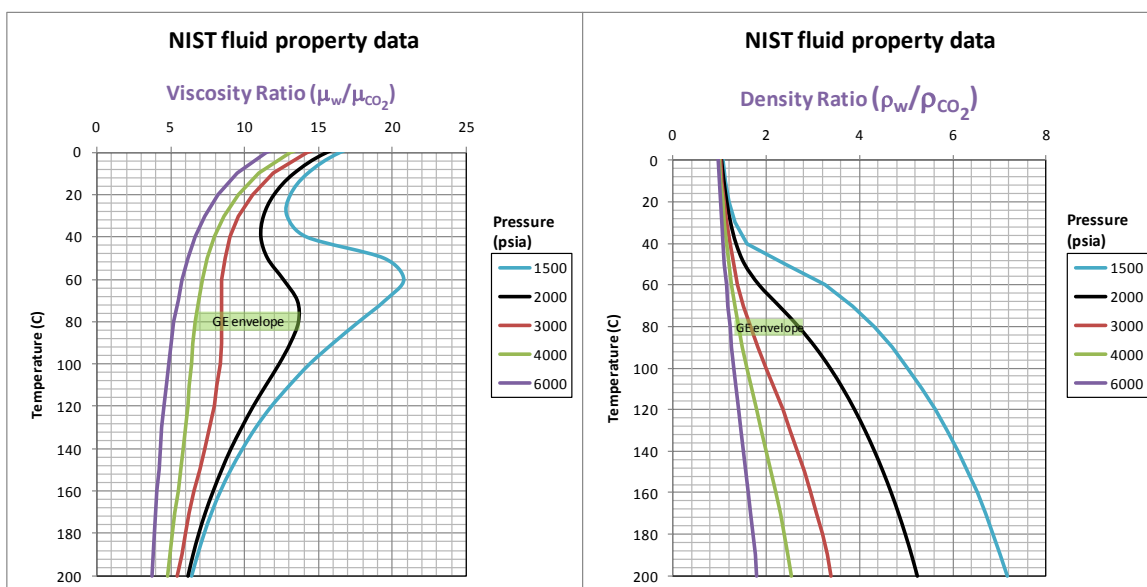 NIST fluid property data
Viscosity Ratio (μw/μCO2)
0 5 10 15 20 25
0
20
40
60
80
100
120
140
160
180
200
Temperature (C)
GE envelope
Pressure
(psia)
1500
2000
3000
4000
6000
NIST fluid property data
Density Ratio (ρw/ρCO2)
0 2 4 6 8
0
20
40
60
80
100
120
140
160
180
200
Temperature (C)
GE envelope
Pressure
(psia)
1500
2000
3000
4000
6000